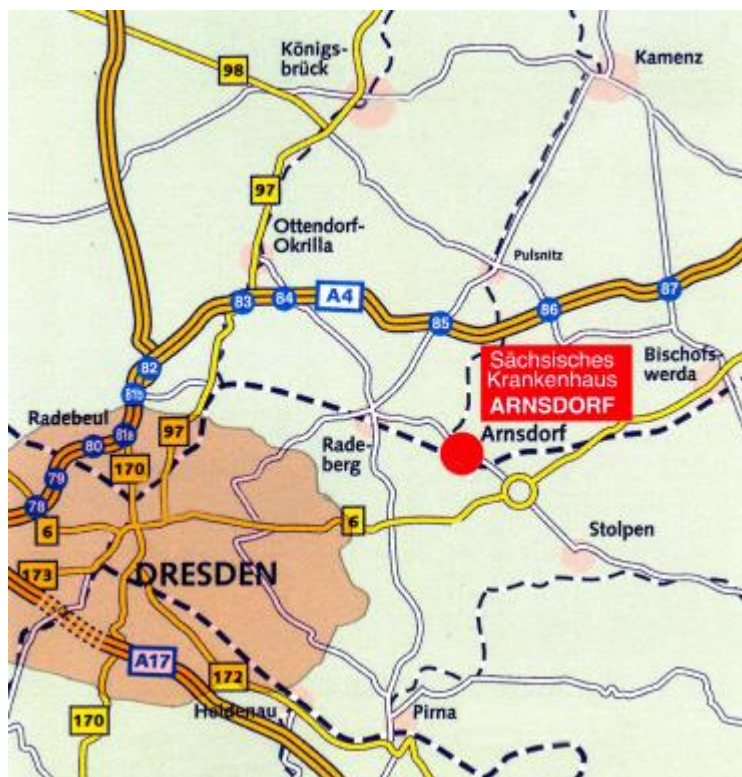 Königs-
brück
Kamenz
98
97
Ottendorf-
Okrilla
Pulsnitz
87
83
84
A4
86
85
82
Sächsisches
Krankenhaus
ARNSDORF
Bischofs-
werda
81b
Radebeul
81a
97
Rade-
berg
Arnsdorf
80
170
79
78
6
6
Stolpen
173
DRESDEN
A17
172
170
Heidenau
Pirna